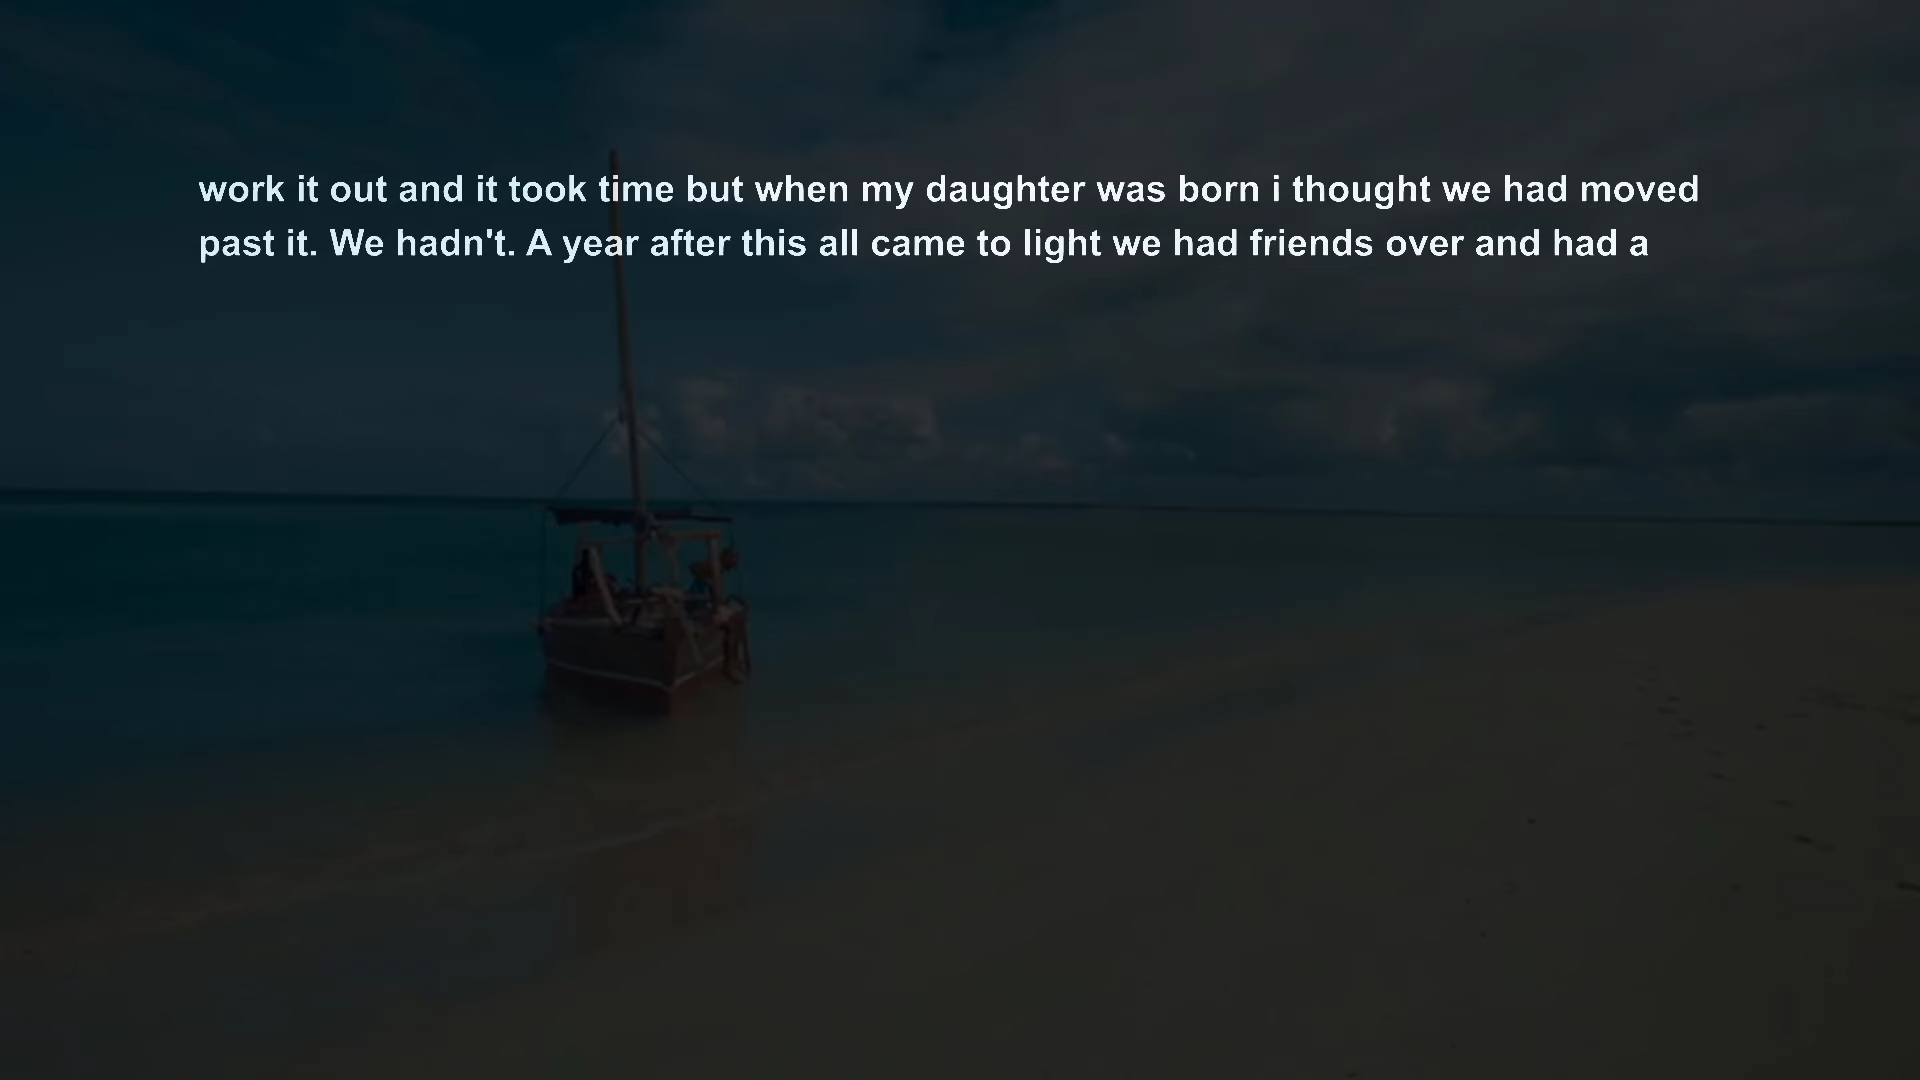 work it out and it took time but when my daughter was born i thought we had moved
past it. We hadn't. A year after this all came to light we had friends over and had a